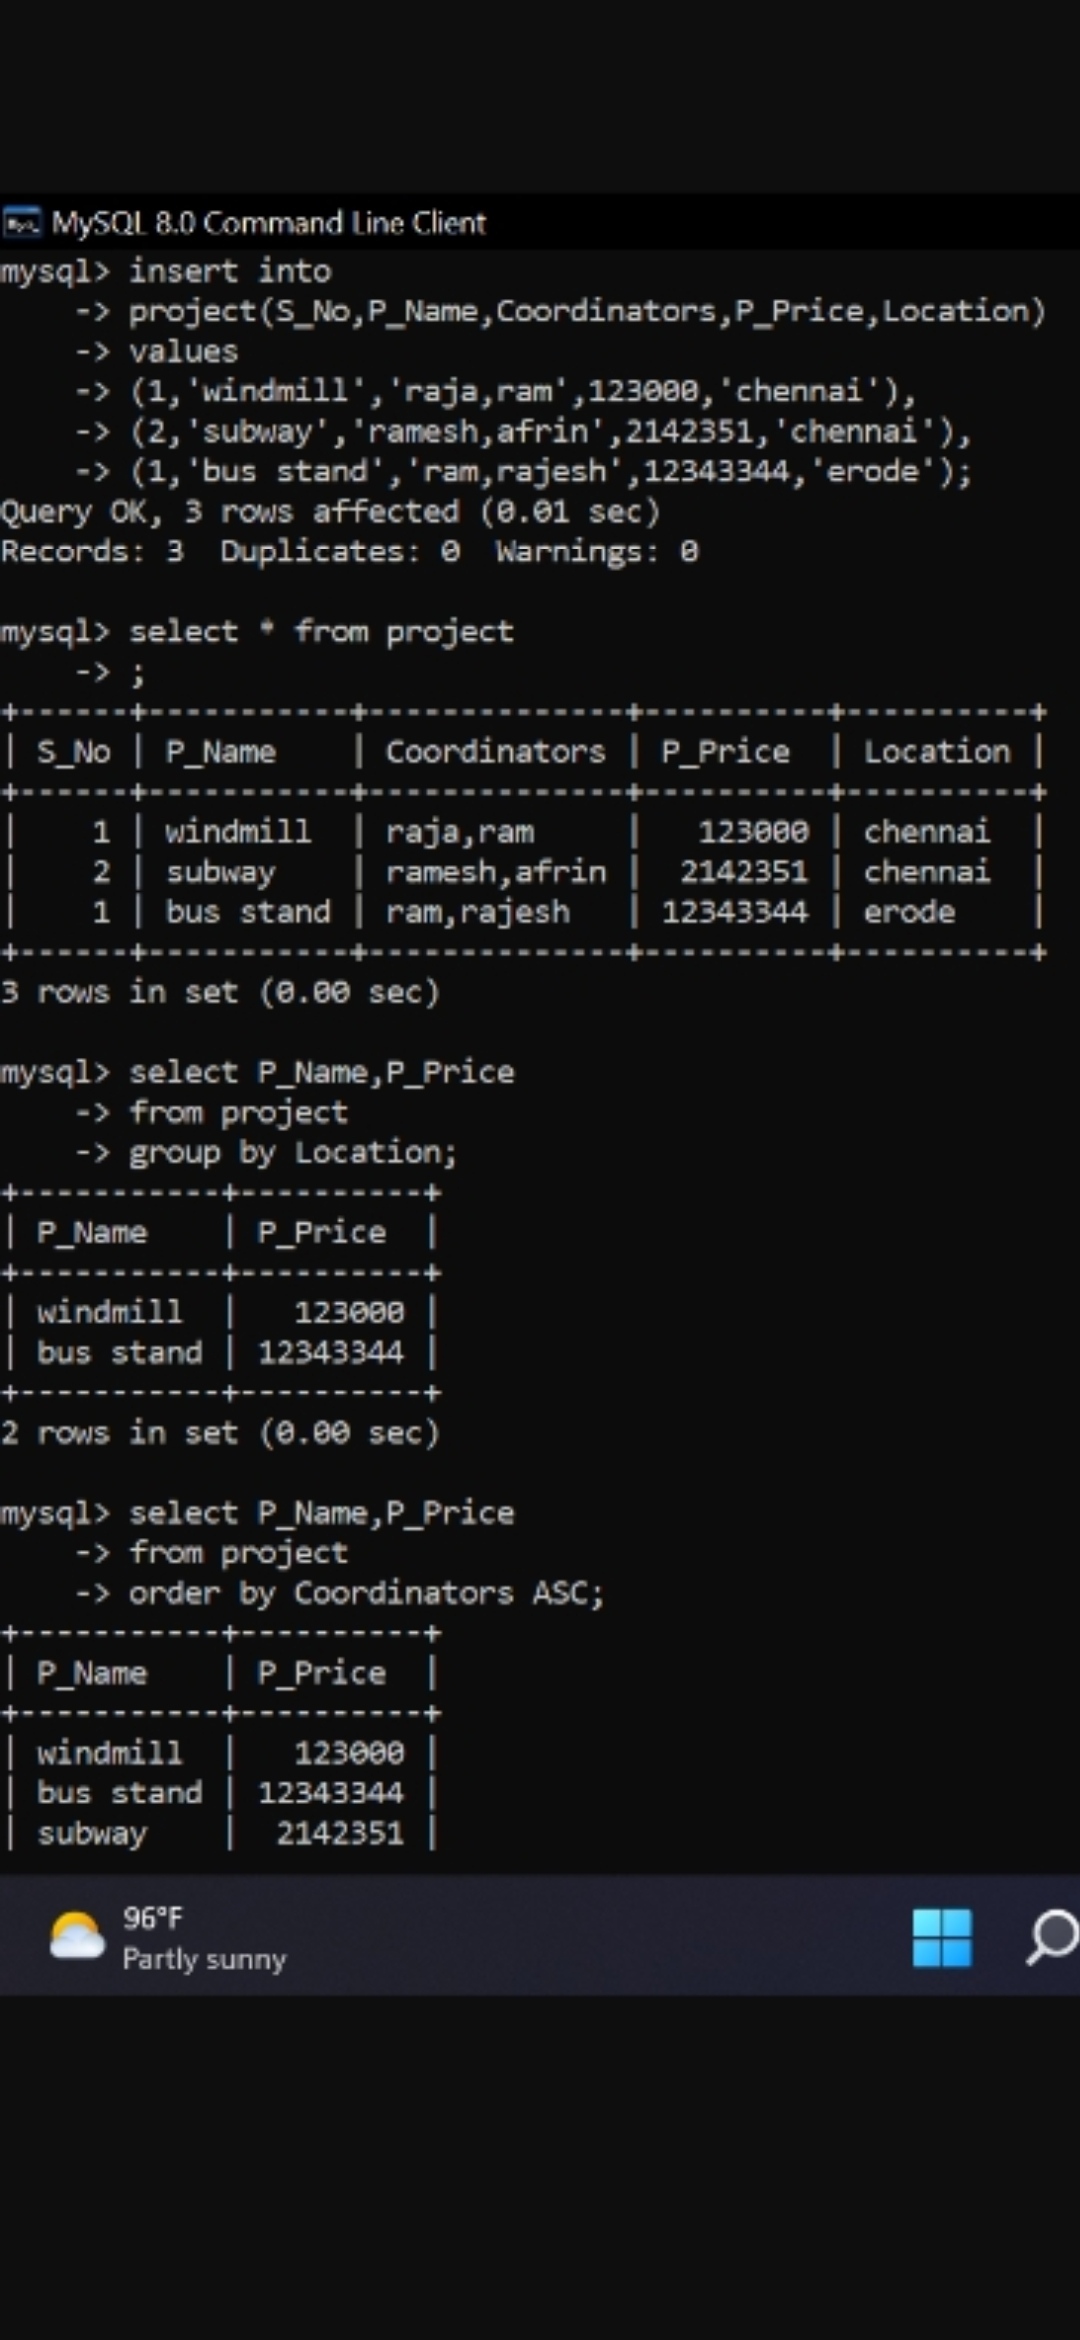 MySQL 8.0 Command Line Client
mysql> insert into
    -> project(S_No,P_Name,Coordinators,P_Price,Location)
    -> values
    -> (1,'windmill','raja,ram',123000,'chennai'),
    -> (2,'subway','ramesh,afrin',2142351,'chennai'),
    -> (1,'bus stand','ram,rajesh',12343344,'erode');
Query OK, 3 rows affected (0.01 sec)
Records: 3  Duplicates: 0  Warnings: 0
mysql> select * from project
    -> ;
+------+-----------+--------------+----------+----------+
| S_No | P_Name    | Coordinators | P_Price  | Location |
+------+-----------+--------------+----------+----------+
|    1 | windmill  | raja,ram     |   123000 | chennai  |
|    2 | subway    | ramesh,afrin |  2142351 | chennai  |
|    1 | bus stand | ram,rajesh   | 12343344 | erode    |
+------+-----------+--------------+----------+----------+
3 rows in set (0.00 sec)
mysql> select P_Name,P_Price
    -> from project
    -> group by Location;
+-----------+----------+
| P_Name    | P_Price  |
+-----------+----------+
| windmill  |   123000 |
| bus stand | 12343344 |
+-----------+----------+
2 rows in set (0.00 sec)
mysql> select P_Name,P_Price
    -> from project
    -> order by Coordinators ASC;
+-----------+----------+
| P_Name    | P_Price  |
+-----------+----------+
| windmill  |   123000 |
| bus stand | 12343344 |
| subway    |  2142351 |
96°F
Partly sunny